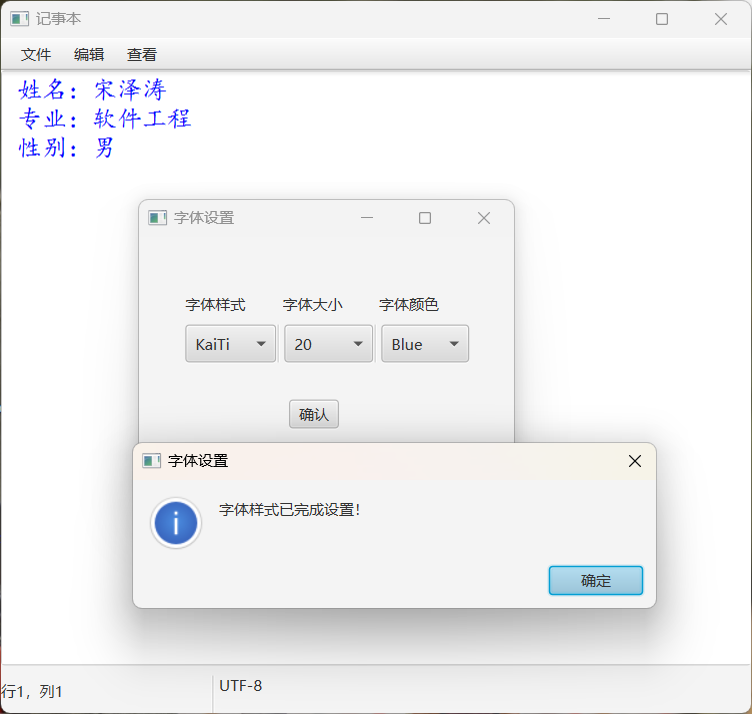 记事本
文件 编辑 查看
姓名：宋泽涛
专业：软件工程
性别：男
字体设置
字体样式 字体大小 字体颜色
KaiTi 20 Blue
确认
字体设置
字体样式已完成设置！
确定
行1，列1 UTF-8